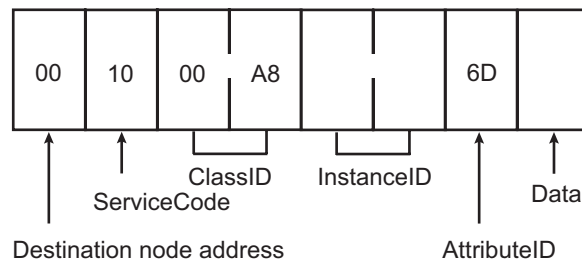 00 10 00 A8 6D
ClassID InstanceID
ServiceCode Data
Destination node address AttributeID